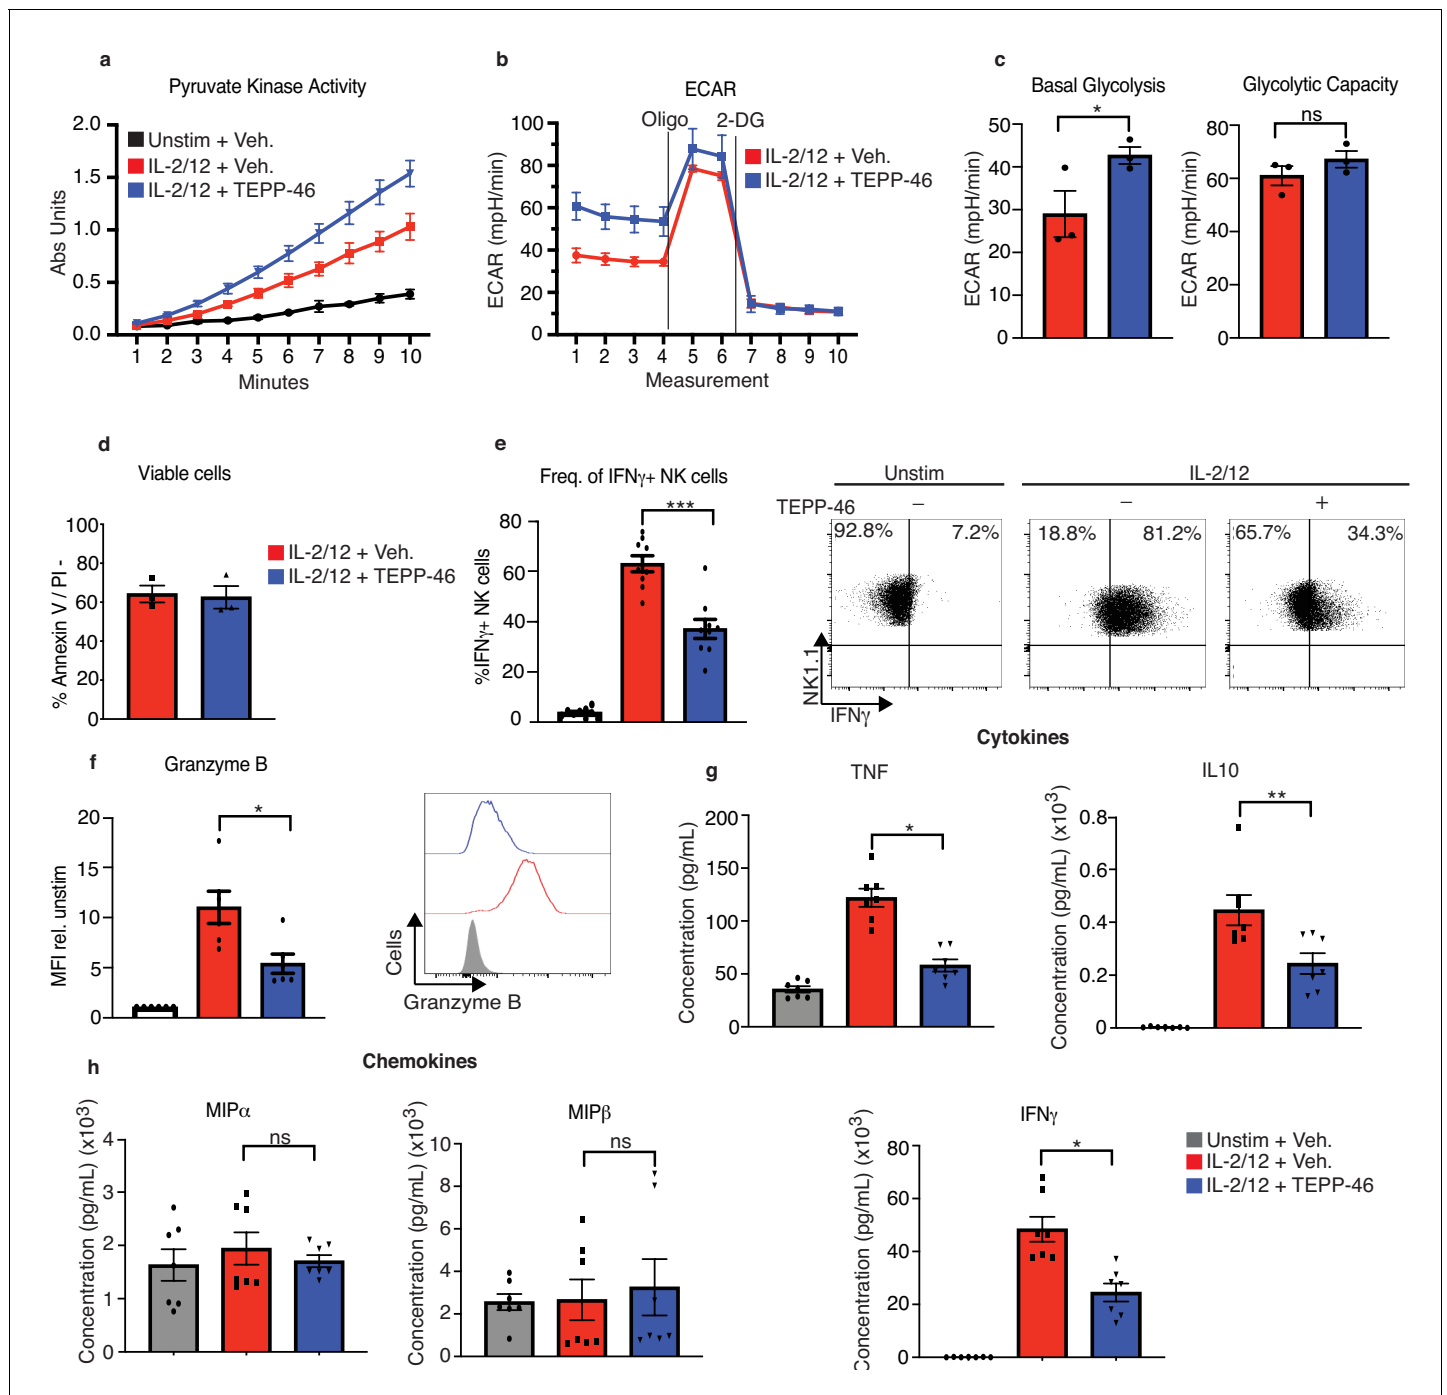 a
Pyruvate Kinase Activity
2.0
1.5
1.0
0.5
0.0
Abs Units
Unstim + Veh.
IL-2/12 + Veh.
IL-2/12 + TEPP-46
1 2 3 4 5 6 7 8 9 10
Minutes
b
ECAR
Oligo 2-DG
100
80
60
40
20
0
ECAR (mpH/min)
IL-2/12 + Veh.
IL-2/12 + TEPP-46
1 2 3 4 5 6 7 8 9 10
Measurement
c
Basal Glycolysis
*
50
40
30
20
10
0
ECAR (mpH/min)
Glycolytic Capacity
ns
80
60
40
20
0
ECAR (mpH/min)
d
Viable cells
100
80
60
40
20
0
% Annexin V / PI -
IL-2/12 + Veh.
IL-2/12 + TEPP-46
e
Freq. of IFNγ+ NK cells
***
80
60
40
20
0
%IFNγ+ NK cells
Unstim IL-2/12
TEPP-46 − − +
92.8% 7.2%
18.8% 81.2%
65.7% 34.3%
NK1.1
IFNγ
f
Granzyme B
*
20
15
10
5
0
MFI rel. unstim
Cells
Granzyme B
Cytokines
g
TNF
*
200
150
100
50
0
Concentration (pg/mL)
IL10
**
0.8
0.6
0.4
0.2
0
Concentration (pg/mL) (x10³)
h
Chemokines
MIPα
ns
4
3
2
1
0
Concentration (pg/mL) (x10³)
MIPβ
ns
10
8
6
4
2
0
Concentration (pg/mL) (x10³)
IFNγ
*
80
60
40
20
0
Concentration (pg/mL) (x10³)
Unstim + Veh.
IL-2/12 + Veh.
IL-2/12 + TEPP-46